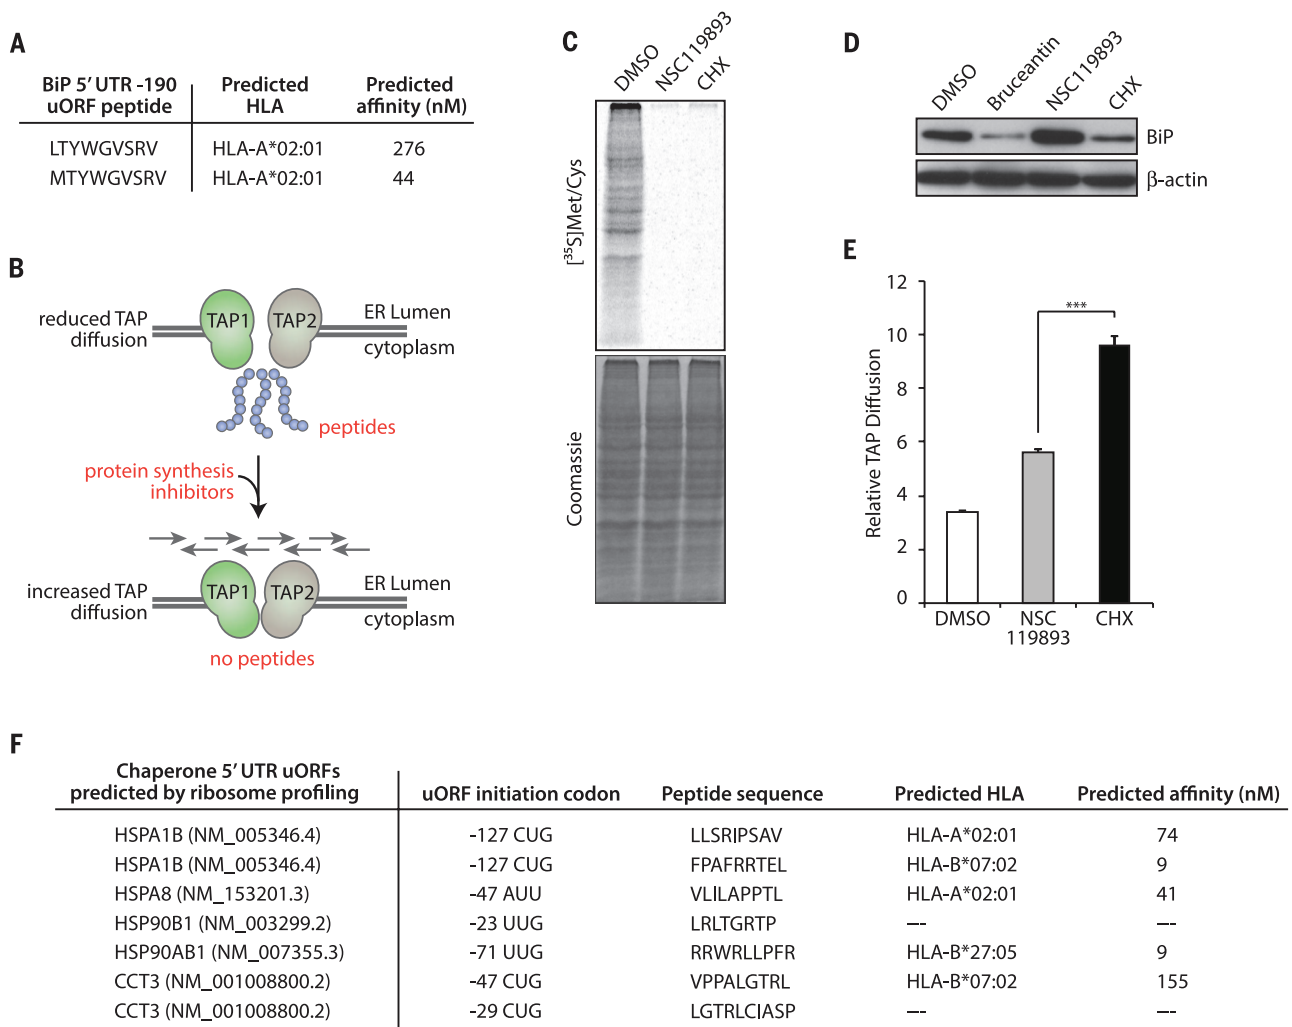 A
BiP 5′ UTR -190 uORF peptide | Predicted HLA | Predicted affinity (nM)
LTYWGVSRV | HLA-A*02:01 | 276
MTYWGVSRV | HLA-A*02:01 | 44
B
reduced TAP diffusion
TAP1
TAP2
ER Lumen
cytoplasm
peptides
protein synthesis inhibitors
increased TAP diffusion
TAP1
TAP2
ER Lumen
cytoplasm
no peptides
C
DMSO
NSC119893
CHX
[³⁵S]Met/Cys
Coomassie
D
DMSO
Bruceantin
NSC119893
CHX
BiP
β-actin
E
Relative TAP Diffusion
12
10
8
6
4
2
0
***
DMSO
NSC 119893
CHX
F
Chaperone 5′ UTR uORFs predicted by ribosome profiling | uORF initiation codon | Peptide sequence | Predicted HLA | Predicted affinity (nM)
HSPA1B (NM_005346.4) | -127 CUG | LLSRIPSAV | HLA-A*02:01 | 74
HSPA1B (NM_005346.4) | -127 CUG | FPAFRRTEL | HLA-B*07:02 | 9
HSPA8 (NM_153201.3) | -47 AUU | VLILAPPTL | HLA-A*02:01 | 41
HSP90B1 (NM_003299.2) | -23 UUG | LRLTGRTP | --- | ---
HSP90AB1 (NM_007355.3) | -71 UUG | RRWRLLPFR | HLA-B*27:05 | 9
CCT3 (NM_001008800.2) | -47 CUG | VPPALGTRL | HLA-B*07:02 | 155
CCT3 (NM_001008800.2) | -29 CUG | LGTRLCIASP | --- | ---